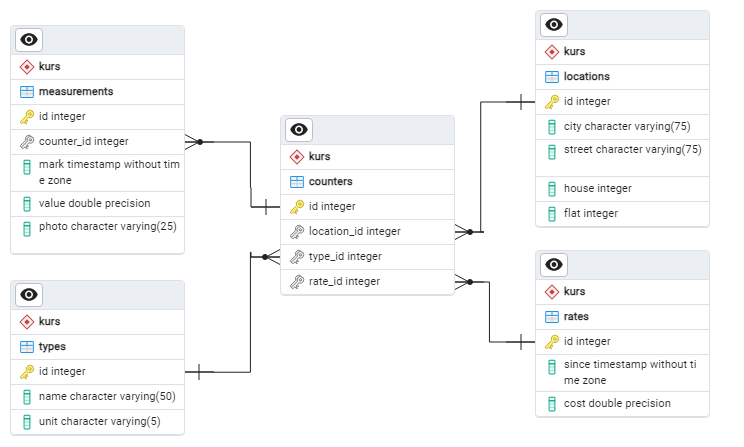 kurs
measurements
id integer
counter_id integer
mark timestamp without tim
e zone
value double precision
photo character varying(25)
kurs
types
id integer
name character varying(50)
unit character varying(5)
kurs
counters
id integer
location_id integer
type_id integer
rate_id integer
kurs
locations
id integer
city character varying(75)
street character varying(75)
house integer
flat integer
kurs
rates
id integer
since timestamp without ti
me zone
cost double precision